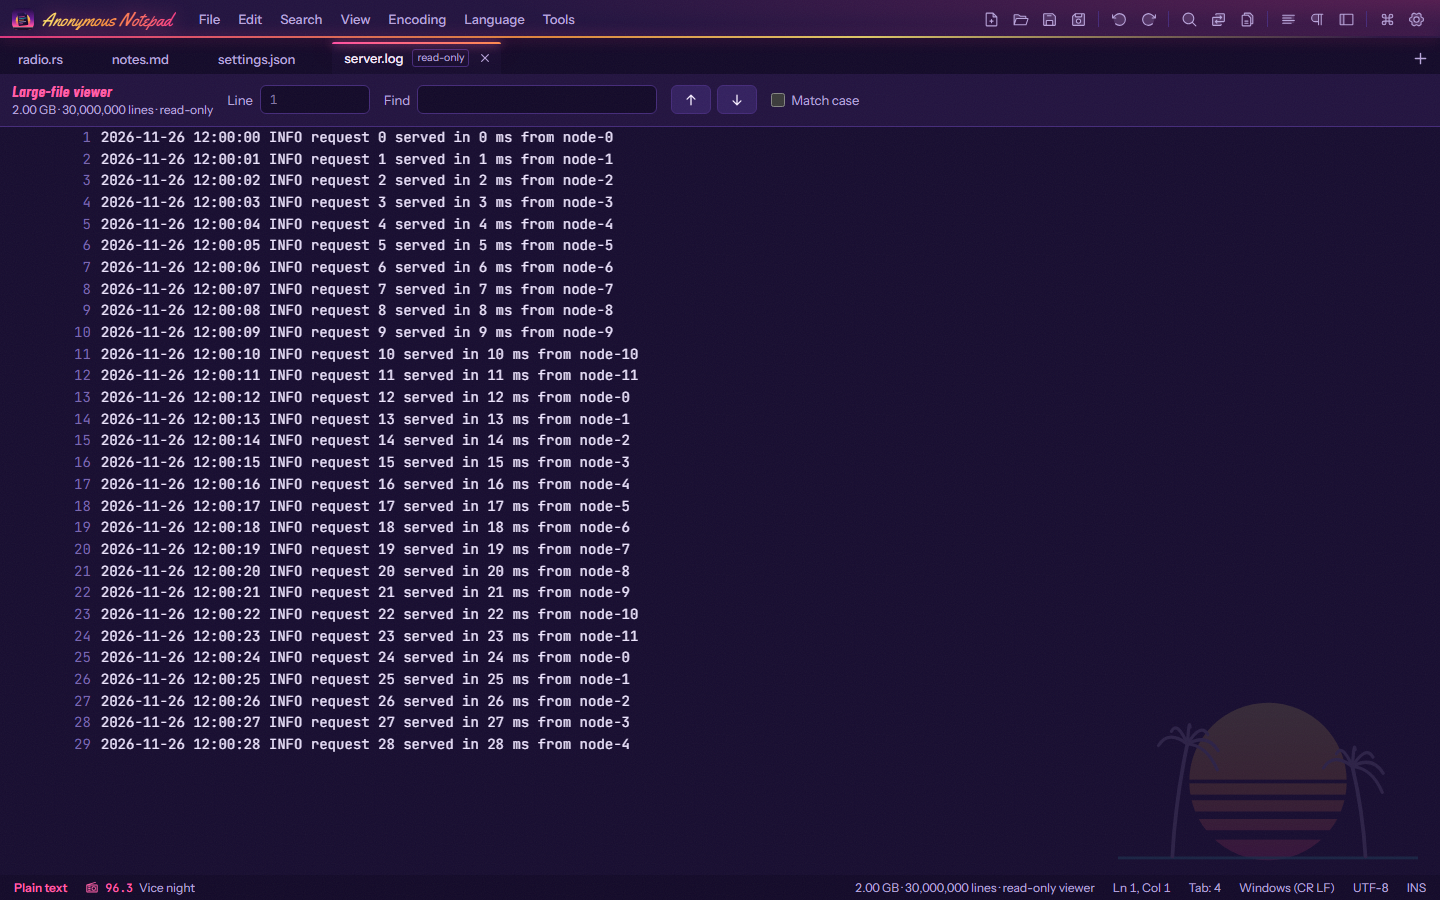 Anonymous Notepad File Edit Search View Encoding Language Tools
radio.rs notes.md settings.json server.log read-only
Large-file viewer
2.00 GB · 30,000,000 lines · read-only Line 1 Find Match case
1 2026-11-26 12:00:00 INFO request 0 served in 0 ms from node-0
2 2026-11-26 12:00:01 INFO request 1 served in 1 ms from node-1
3 2026-11-26 12:00:02 INFO request 2 served in 2 ms from node-2
4 2026-11-26 12:00:03 INFO request 3 served in 3 ms from node-3
5 2026-11-26 12:00:04 INFO request 4 served in 4 ms from node-4
6 2026-11-26 12:00:05 INFO request 5 served in 5 ms from node-5
7 2026-11-26 12:00:06 INFO request 6 served in 6 ms from node-6
8 2026-11-26 12:00:07 INFO request 7 served in 7 ms from node-7
9 2026-11-26 12:00:08 INFO request 8 served in 8 ms from node-8
10 2026-11-26 12:00:09 INFO request 9 served in 9 ms from node-9
11 2026-11-26 12:00:10 INFO request 10 served in 10 ms from node-10
12 2026-11-26 12:00:11 INFO request 11 served in 11 ms from node-11
13 2026-11-26 12:00:12 INFO request 12 served in 12 ms from node-0
14 2026-11-26 12:00:13 INFO request 13 served in 13 ms from node-1
15 2026-11-26 12:00:14 INFO request 14 served in 14 ms from node-2
16 2026-11-26 12:00:15 INFO request 15 served in 15 ms from node-3
17 2026-11-26 12:00:16 INFO request 16 served in 16 ms from node-4
18 2026-11-26 12:00:17 INFO request 17 served in 17 ms from node-5
19 2026-11-26 12:00:18 INFO request 18 served in 18 ms from node-6
20 2026-11-26 12:00:19 INFO request 19 served in 19 ms from node-7
21 2026-11-26 12:00:20 INFO request 20 served in 20 ms from node-8
22 2026-11-26 12:00:21 INFO request 21 served in 21 ms from node-9
23 2026-11-26 12:00:22 INFO request 22 served in 22 ms from node-10
24 2026-11-26 12:00:23 INFO request 23 served in 23 ms from node-11
25 2026-11-26 12:00:24 INFO request 24 served in 24 ms from node-0
26 2026-11-26 12:00:25 INFO request 25 served in 25 ms from node-1
27 2026-11-26 12:00:26 INFO request 26 served in 26 ms from node-2
28 2026-11-26 12:00:27 INFO request 27 served in 27 ms from node-3
29 2026-11-26 12:00:28 INFO request 28 served in 28 ms from node-4
Plain text 96.3 Vice night 2.00 GB · 30,000,000 lines · read-only viewer Ln 1, Col 1 Tab: 4 Windows (CR LF) UTF-8 INS